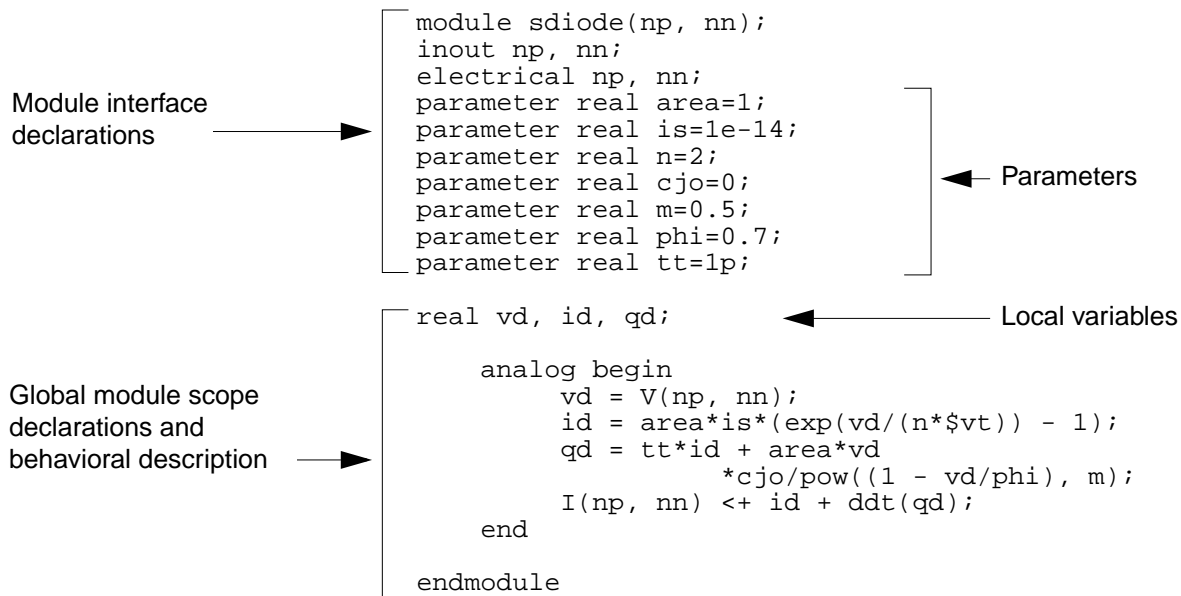 module sdiode(np, nn);
inout np, nn;
electrical np, nn;
Module interface
declarations
parameter real area=1;
parameter real is=1e-14;
parameter real n=2;
parameter real cjo=0;
parameter real m=0.5;
parameter real phi=0.7;
parameter real tt=1p;
Parameters
real vd, id, qd;
Local variables
Global module scope
declarations and
behavioral description
analog begin
vd = V(np, nn);
id = area*is*(exp(vd/(n*$vt)) - 1);
qd = tt*id + area*vd
*cjo/pow((1 - vd/phi), m);
I(np, nn) <+ id + ddt(qd);
end
endmodule